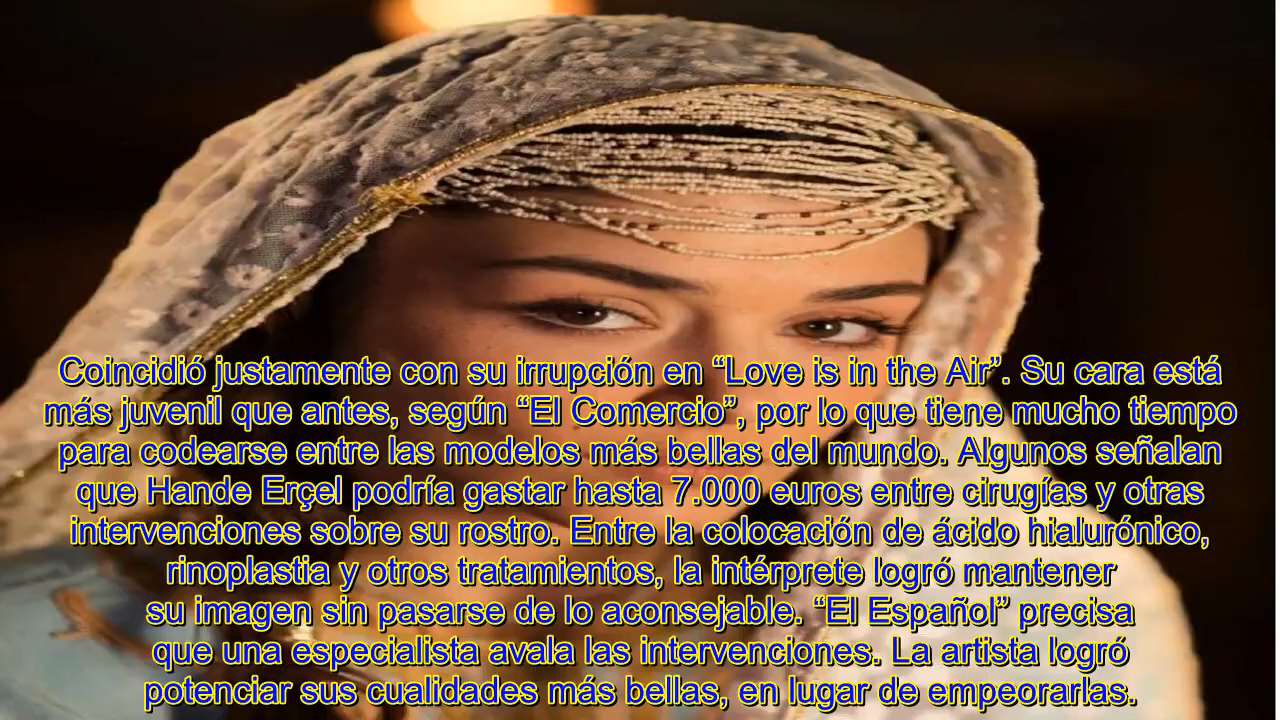 Coincidió justamente con su irrupción en “Love is in the Air”. Su cara está
más juvenil que antes, según “El Comercio”, por lo que tiene mucho tiempo
para codearse entre las modelos más bellas del mundo. Algunos señalan
que Hande Erçel podría gastar hasta 7.000 euros entre cirugías y otras
intervenciones sobre su rostro. Entre la colocación de ácido hialurónico,
rinoplastia y otros tratamientos, la intérprete logró mantener
su imagen sin pasarse de lo aconsejable. “El Español” precisa
que una especialista avala las intervenciones. La artista logró
potenciar sus cualidades más bellas, en lugar de empeorarlas.